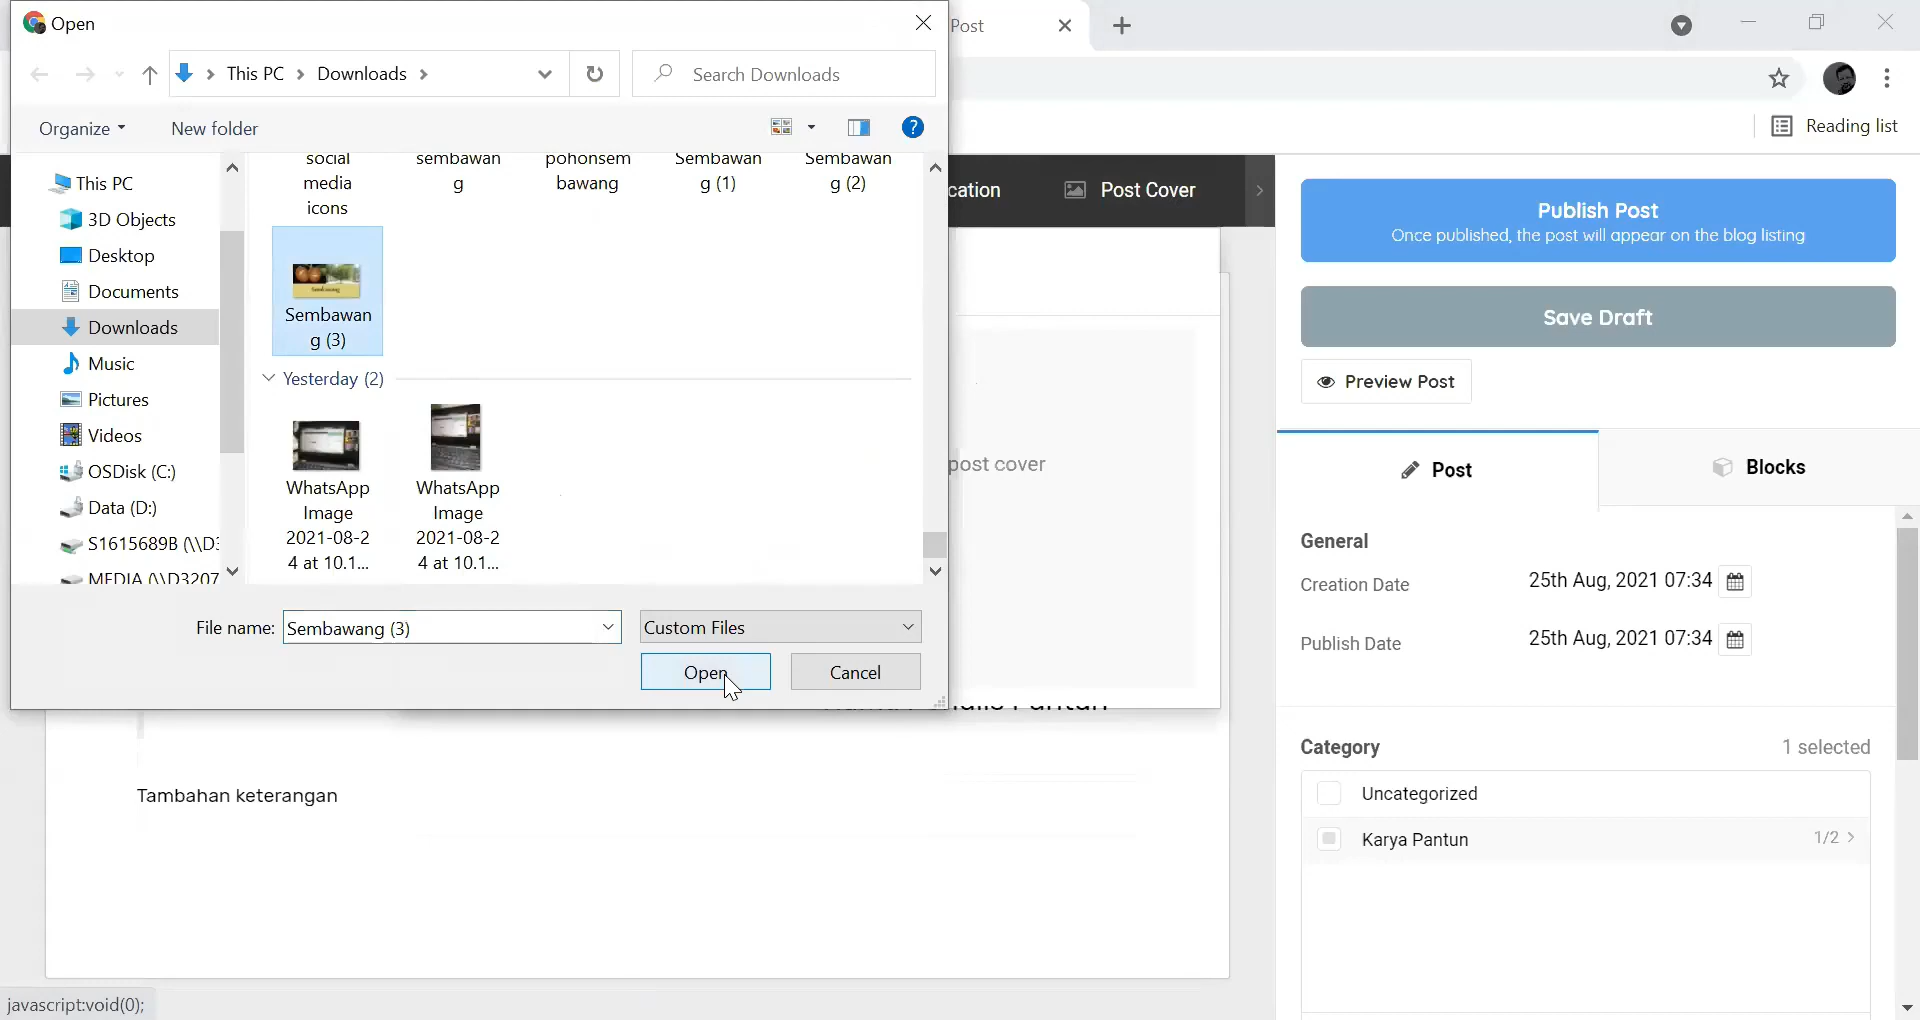 Open
Post
This PC
Downloads
Search Downloads
Organize
New folder
Reading list
This PC
3D Objects
Desktop
Documents
Downloads
Music
Pictures
Videos
OSDisk (C:)
Data (D:)
S1615689B (\\D3
MEDIA (\\D3207
social
media
icons
sembawan
g
pohonsem
bawang
Sembawan
g (1)
Sembawan
g (2)
Sembawan
g (3)
Yesterday (2)
WhatsApp
Image
2021-08-2
4 at 10.1...
WhatsApp
Image
2021-08-2
4 at 10.1...
File name:
Sembawang (3)
Custom Files
Open
Cancel
cation
Post Cover
post cover
Tambahan keterangan
javascript:void(0);
Publish Post
Once published, the post will appear on the blog listing
Save Draft
Preview Post
Post
Blocks
General
Creation Date
25th Aug, 2021 07:34
Publish Date
25th Aug, 2021 07:34
Category
1 selected
Uncategorized
Karya Pantun
1/2